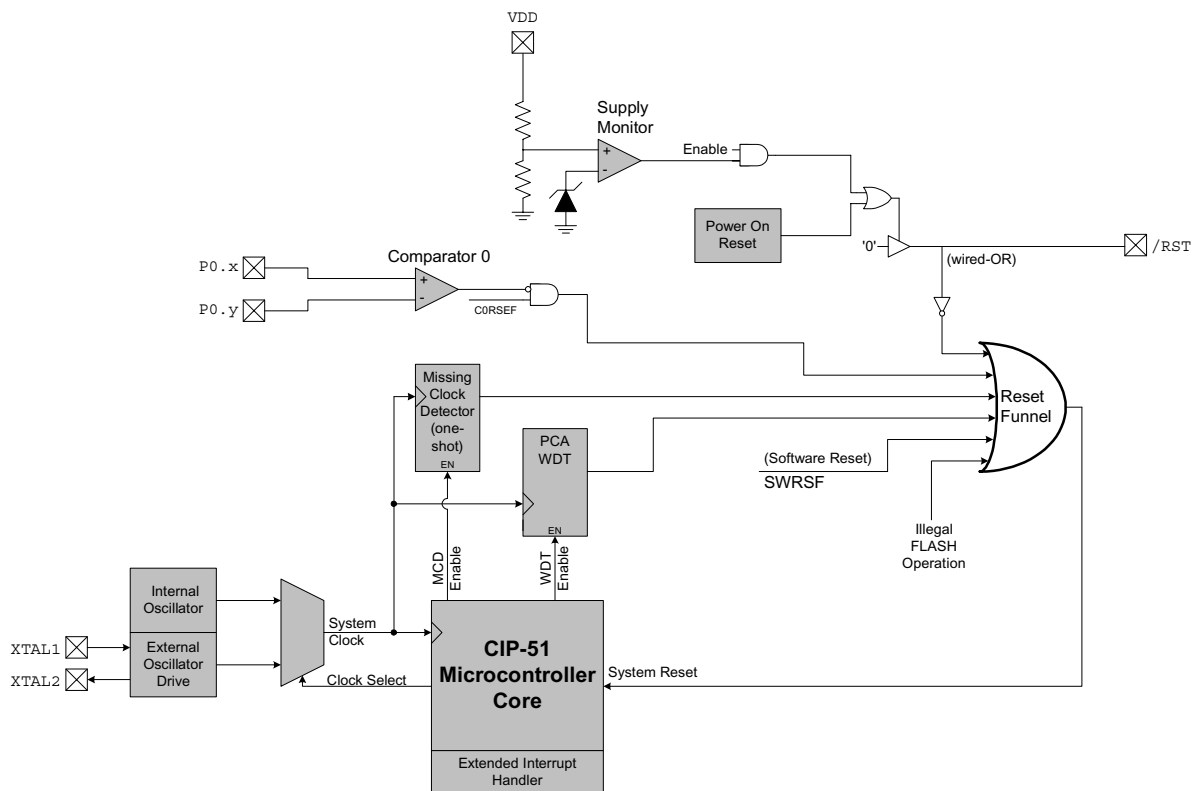 VDD
Supply
Monitor
+
-
Enable
Power On
Reset
'0'
/RST
(wired-OR)
P0.x
P0.y
Comparator 0
+
-
C0RSEF
Missing
Clock
Detector
(one-
shot)
EN
PCA
WDT
EN
Reset
Funnel
(Software Reset)
SWRSF
Illegal
FLASH
Operation
MCD
Enable
WDT
Enable
Internal
Oscillator
External
Oscillator
Drive
XTAL1
XTAL2
System
Clock
Clock Select
CIP-51
Microcontroller
Core
System Reset
Extended Interrupt
Handler